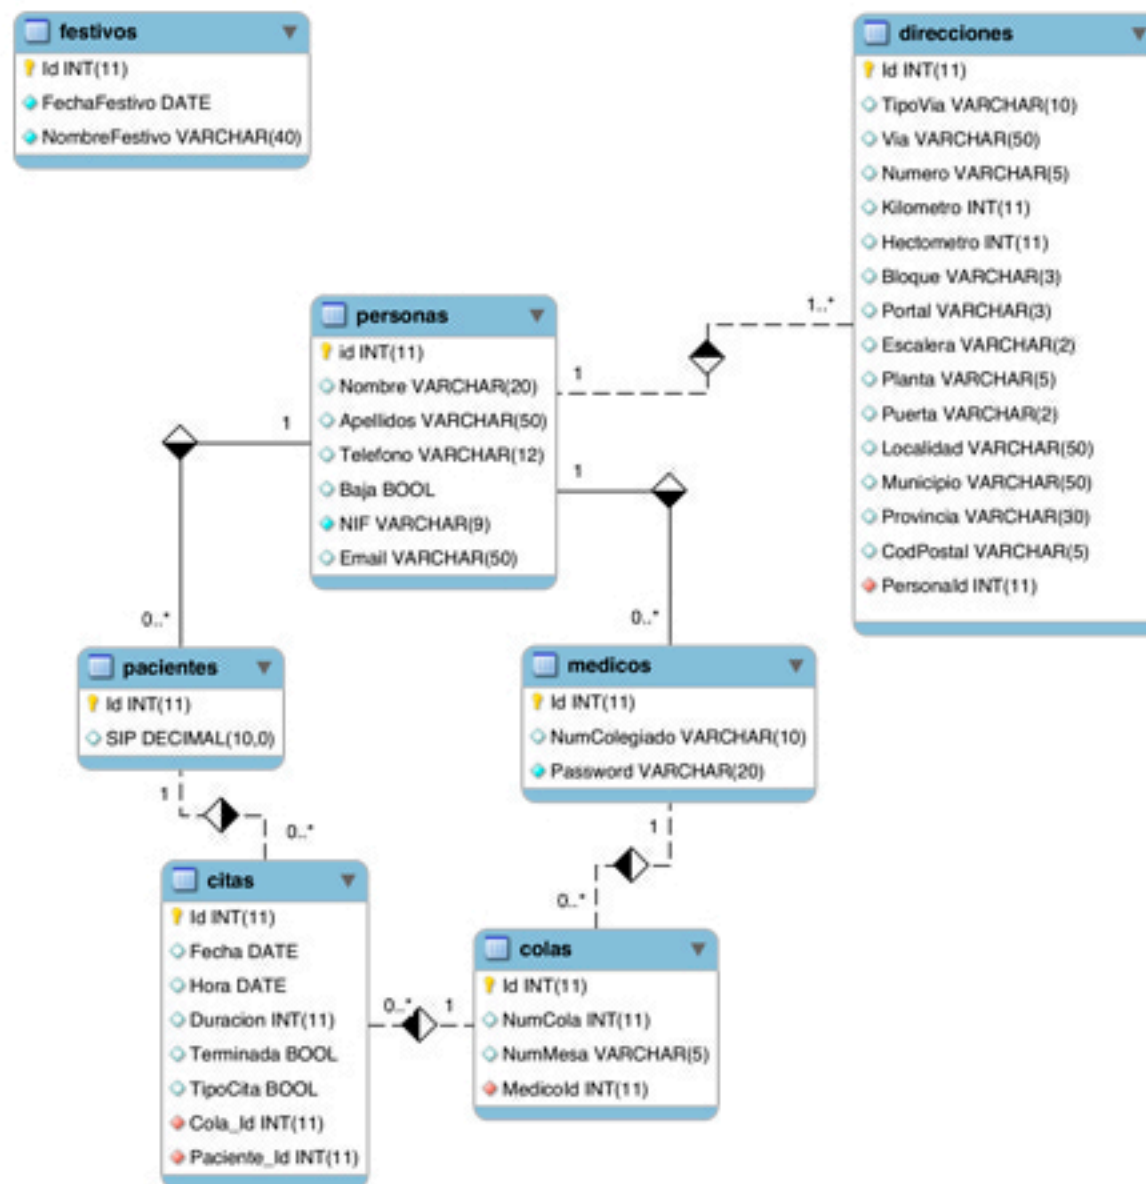 festivos
Id INT(11)
FechaFestivo DATE
NombreFestivo VARCHAR(40)
direcciones
Id INT(11)
TipoVia VARCHAR(10)
Via VARCHAR(50)
Numero VARCHAR(5)
Kilometro INT(11)
Hectometro INT(11)
Bloque VARCHAR(3)
Portal VARCHAR(3)
Escalera VARCHAR(2)
Planta VARCHAR(5)
Puerta VARCHAR(2)
Localidad VARCHAR(50)
Municipio VARCHAR(50)
Provincia VARCHAR(30)
CodPostal VARCHAR(5)
PersonaId INT(11)
personas
id INT(11)
Nombre VARCHAR(20)
Apellidos VARCHAR(50)
Telefono VARCHAR(12)
Baja BOOL
NIF VARCHAR(9)
Email VARCHAR(50)
1..*
1
1
1
0..*
0..*
pacientes
Id INT(11)
SIP DECIMAL(10,0)
medicos
Id INT(11)
NumColegiado VARCHAR(10)
Password VARCHAR(20)
1
0..*
1
0..*
citas
Id INT(11)
Fecha DATE
Hora DATE
Duracion INT(11)
Terminada BOOL
TipoCita BOOL
Cola_Id INT(11)
Paciente_Id INT(11)
0..*
1
colas
Id INT(11)
NumCola INT(11)
NumMesa VARCHAR(5)
MedicoId INT(11)